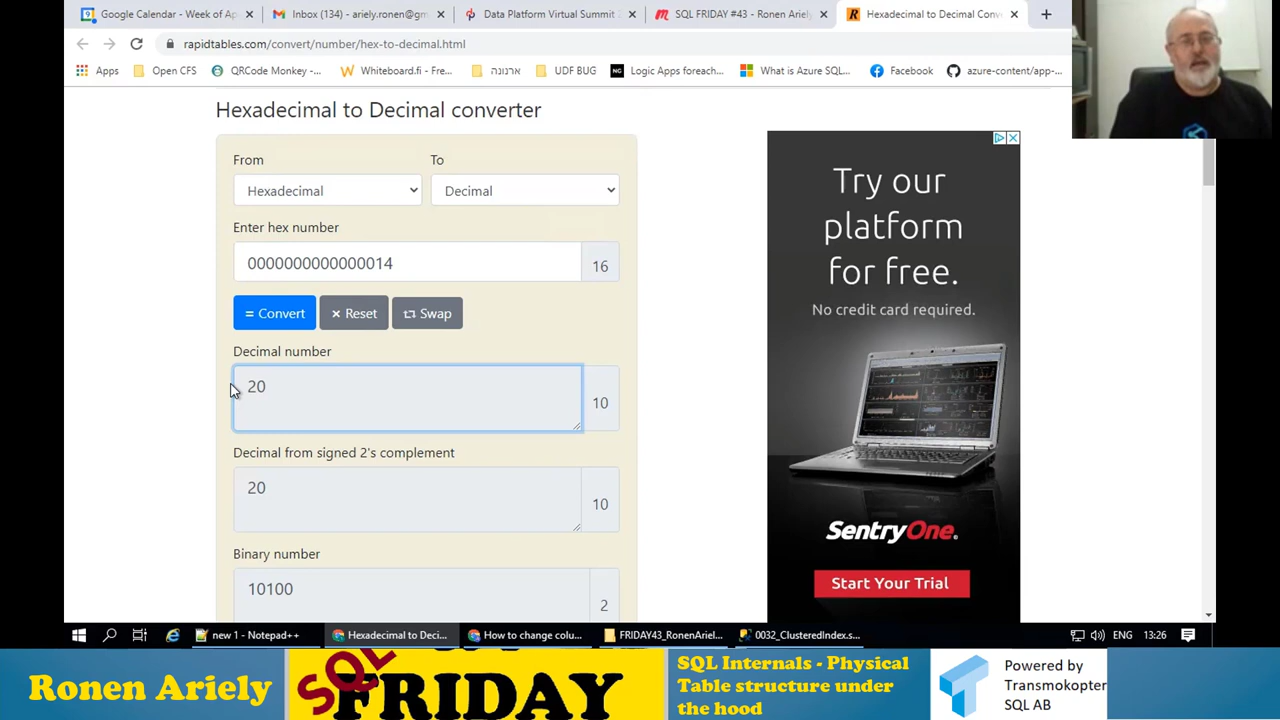 Google Calendar - Week of Ap
Inbox (134) - ariely.ronen@gm
Data Platform Virtual Summit 2
SQL FRIDAY #43 - Ronen Ariely
Hexadecimal to Decimal Conve
rapidtables.com/convert/number/hex-to-decimal.html
Apps
Open CFS
QRCode Monkey -...
Whiteboard.fi - Fre...
ארנונה
UDF BUG
Logic Apps foreach...
What is Azure SQL...
Facebook
azure-content/app-...
Hexadecimal to Decimal converter
From
To
Hexadecimal
Decimal
Enter hex number
0000000000000014
16
= Convert
× Reset
Swap
Decimal number
20
10
Decimal from signed 2's complement
20
10
Binary number
10100
2
Try our
platform
for free.
No credit card required.
SentryOne
Start Your Trial
new 1 - Notepad++
Hexadecimal to Deci...
How to change colu...
FRIDAY43_RonenAriel...
0032_ClusteredIndex.s...
ENG
13:26
Ronen Ariely
SQL
FRIDAY
SQL Internals - Physical
Table structure under
the hood
Powered by
Transmokopter
SQL AB